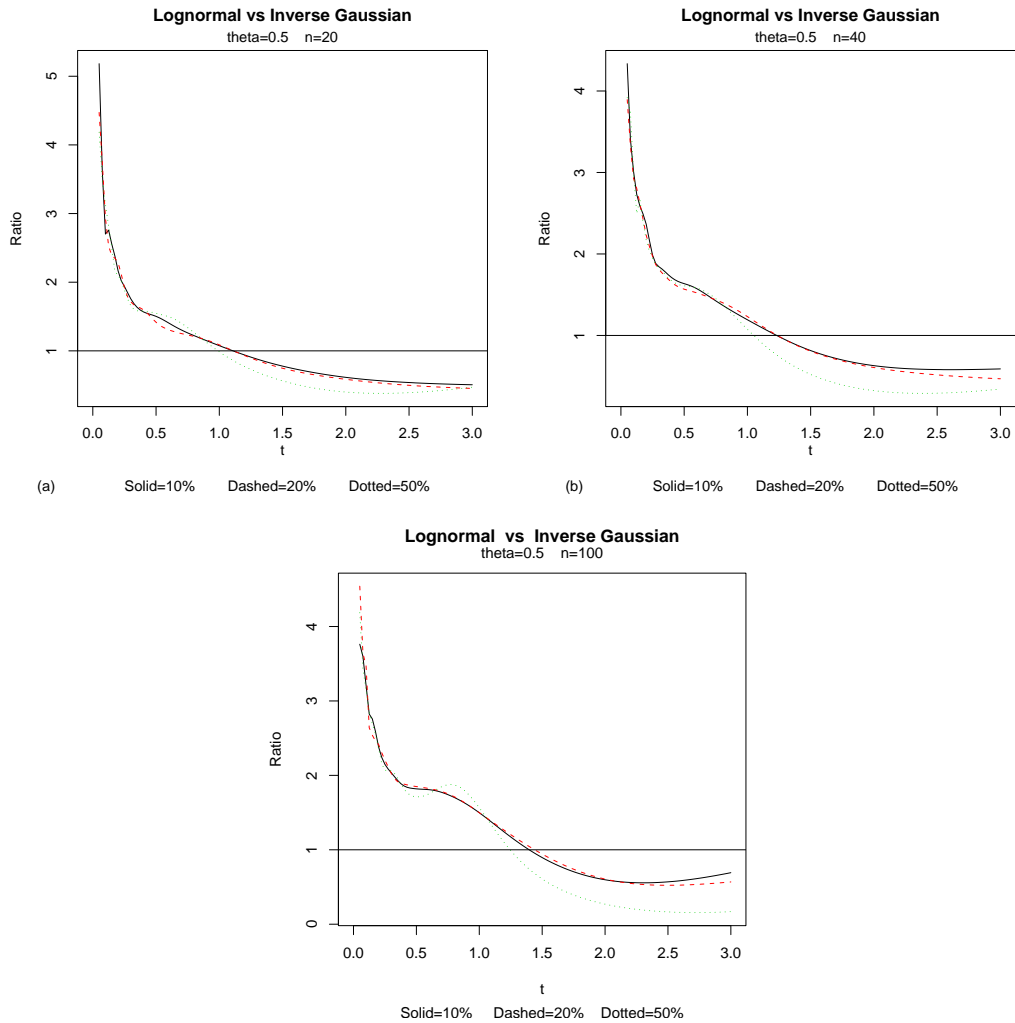 Lognormal vs Inverse Gaussian
theta=0.5 n=20
Ratio
5
4
3
2
1
0.0 0.5 1.0 1.5 2.0 2.5 3.0
t
(a) Solid=10% Dashed=20% Dotted=50%
Lognormal vs Inverse Gaussian
theta=0.5 n=40
Ratio
4
3
2
1
0.0 0.5 1.0 1.5 2.0 2.5 3.0
t
(b) Solid=10% Dashed=20% Dotted=50%
Lognormal vs Inverse Gaussian
theta=0.5 n=100
Ratio
4
3
2
1
0
0.0 0.5 1.0 1.5 2.0 2.5 3.0
t
Solid=10% Dashed=20% Dotted=50%